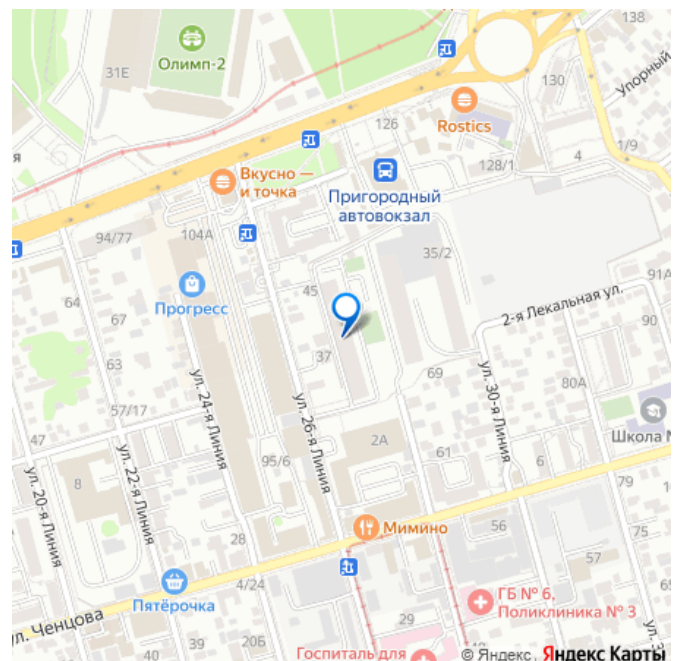 138
Олимп-2
31Е
130
Упорный
Rostics
126
1/9
128/1
4
Вкусно —
и точка
Пригородный
автовокзал
94/77
104А
35/2
91А
64
Прогресс
45
2-я Лекальная ул.
67
90
37
69
80А
57/17
ул. 24-я Линия
ул. 26-я Линия
ул. 30-я Линия
47
2А
Школа №
95/6
61
6
8
79
ул. 20-я Линия
ул. 22-я Линия
Мимино
56
75
28
57
4/24
Пятёрочка
ГБ № 6,
Поликлиника № 3
ул. Ченцова
29
40
39
20Б
63
Госпиталь для
© Яндекс
Яндекс Карты